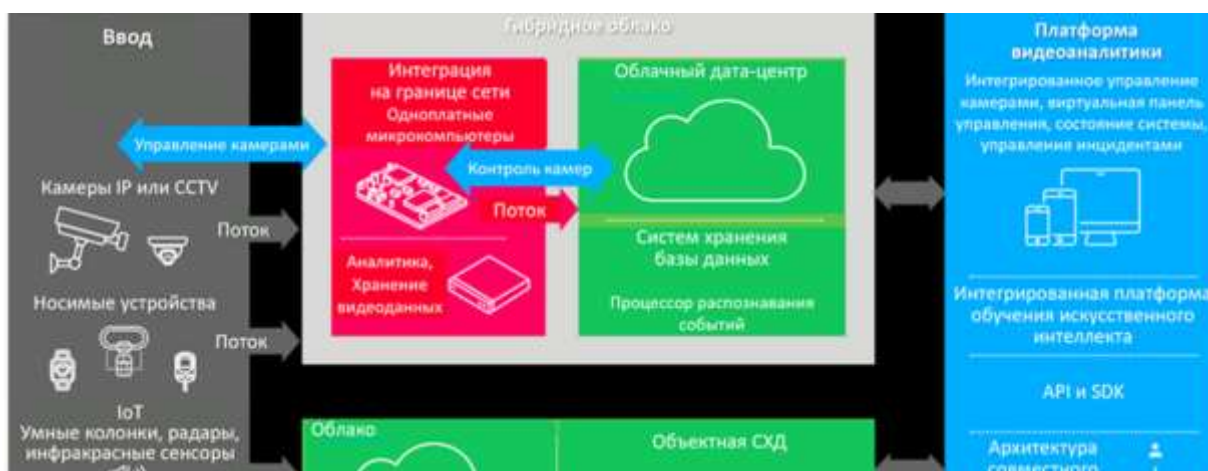 Ввод
Управление камерами
Камеры IP или CCTV
Поток
Носимые устройства
Поток
IoT
Умные колонки, радары,
инфракрасные сенсоры
Гибридное облако
Интеграция
на границе сети
Одноплатные
микрокомпьютеры
Контроль камер
Поток
Аналитика,
Хранение
видеоданных
Облачный дата-центр
Систем хранения
базы данных
Процессор распознавания
событий
Облако
Объектная СХД
Платформа
видеоаналитики
Интегрированное управление
камерами, виртуальная панель
управления, состояние системы,
управления инцидентами
Интегрированная платформа
обучения искусственного
интеллекта
API и SDK
Архитектура
совместного